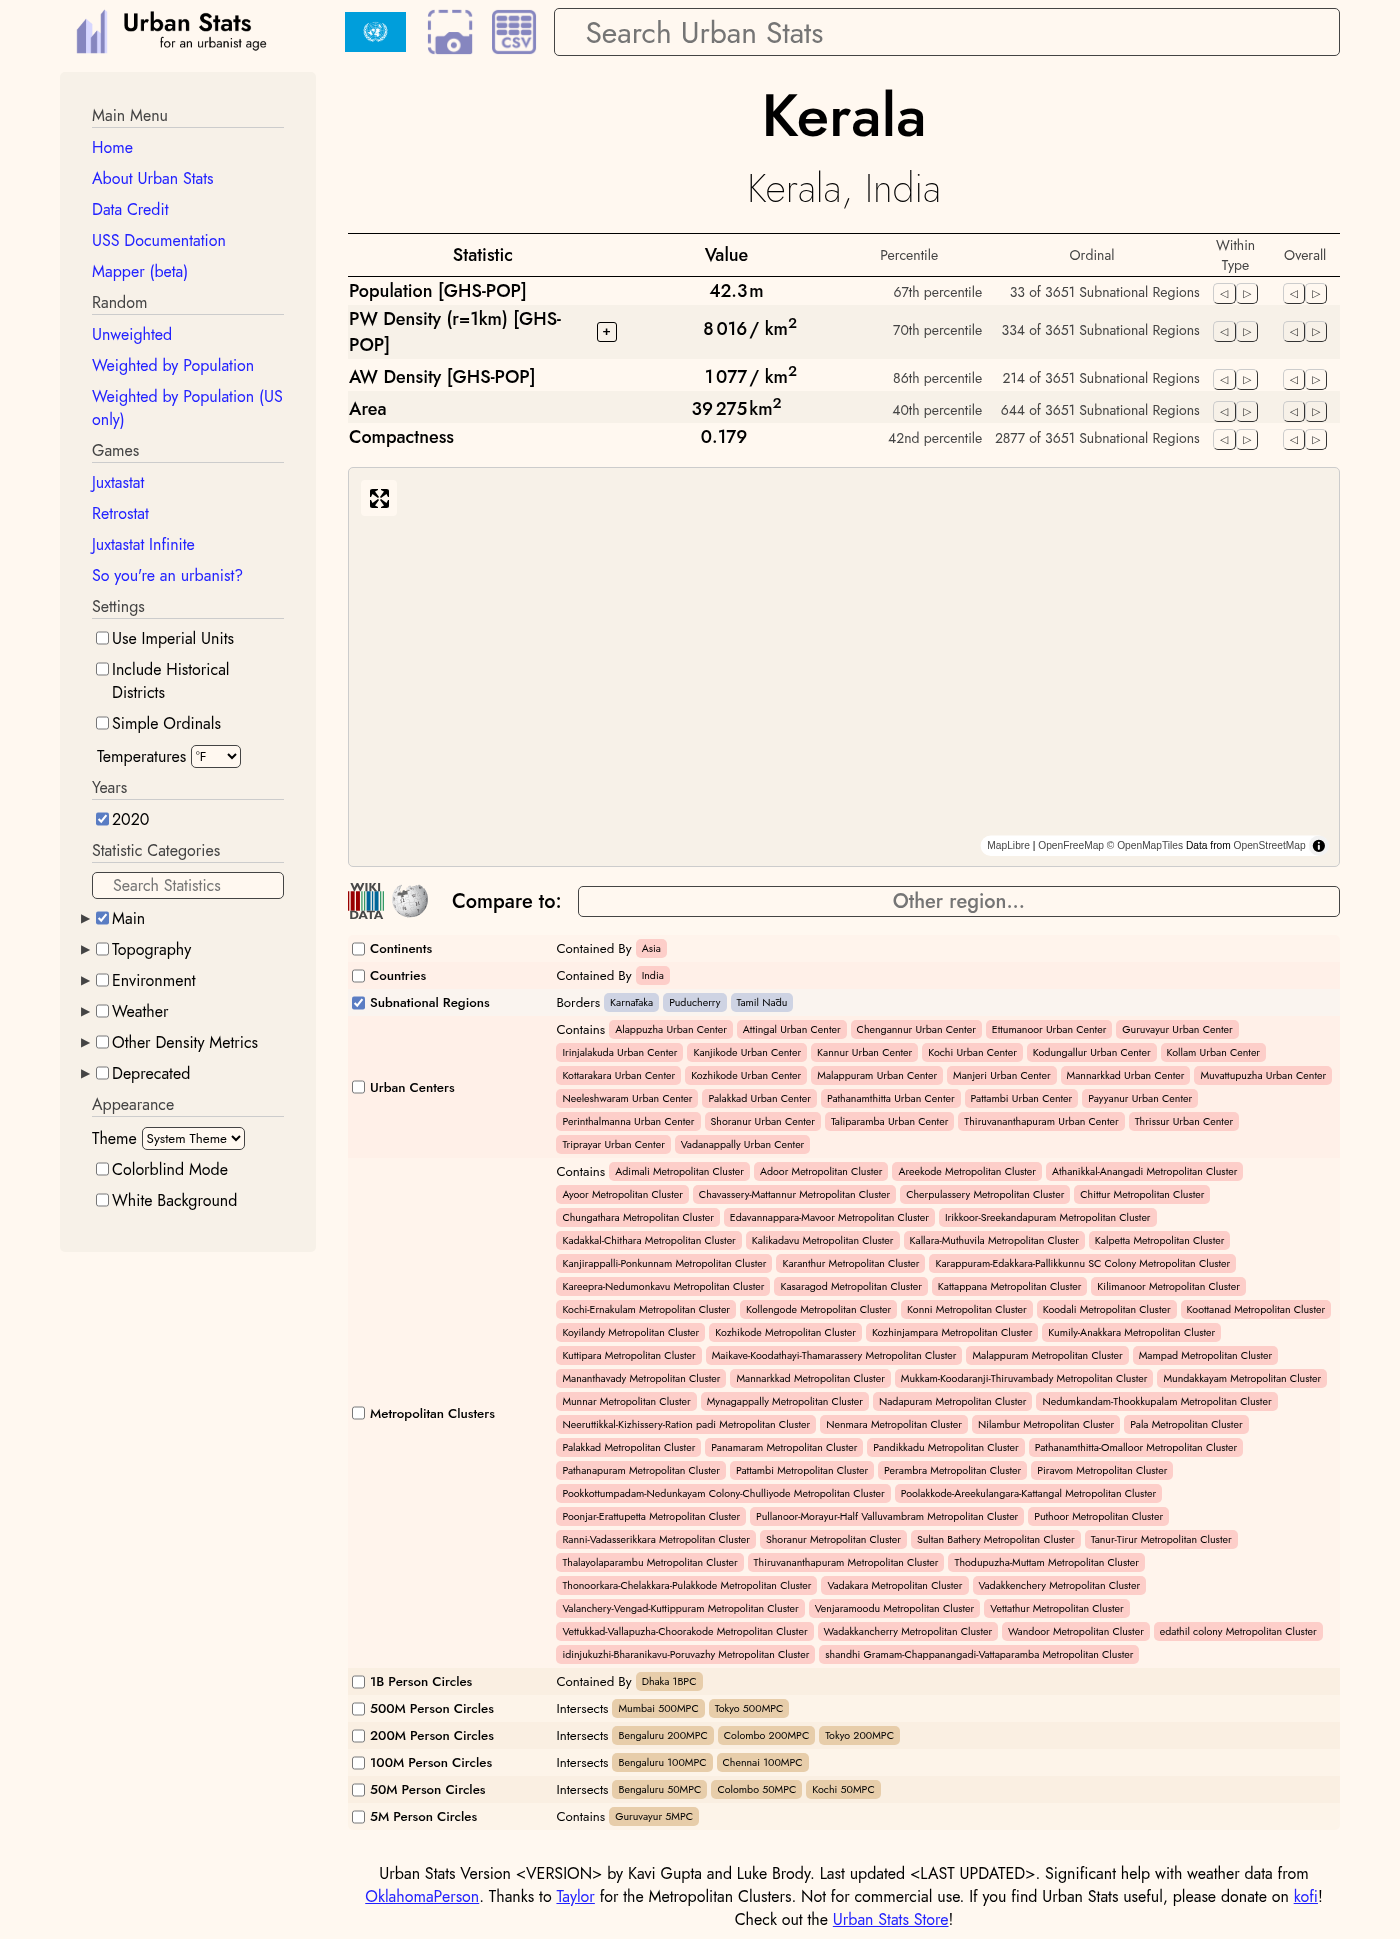 Urban Stats
for an urbanist age
CSV
Search Urban Stats
Main Menu
Home
About Urban Stats
Data Credit
USS Documentation
Mapper (beta)
Random
Unweighted
Weighted by Population
Weighted by Population (US
only)
Games
Juxtastat
Retrostat
Juxtastat Infinite
So you're an urbanist?
Settings
Use Imperial Units
Include Historical
Districts
Simple Ordinals
Temperatures °F
Years
2020
Statistic Categories
Search Statistics
Main
Topography
Environment
Weather
Other Density Metrics
Deprecated
Appearance
Theme System Theme
Colorblind Mode
White Background
Kerala
Kerala, India
Statistic Value Percentile Ordinal Within Type Overall
Population [GHS-POP] 42.3 m 67th percentile 33 of 3651 Subnational Regions
PW Density (r=1km) [GHS-
POP] + 8 016 / km2 70th percentile 334 of 3651 Subnational Regions
AW Density [GHS-POP] 1 077 / km2 86th percentile 214 of 3651 Subnational Regions
Area 39 275 km2 40th percentile 644 of 3651 Subnational Regions
Compactness 0.179 42nd percentile 2877 of 3651 Subnational Regions
MapLibre | OpenFreeMap © OpenMapTiles Data from OpenStreetMap
WIKI
DATA
Compare to: Other region...
Continents Contained By Asia
Countries Contained By India
Subnational Regions Borders Karnataka Puducherry Tamil Nadu
Urban Centers
Contains Alappuzha Urban Center Attingal Urban Center Chengannur Urban Center Ettumanoor Urban Center Guruvayur Urban Center
Irinjalakuda Urban Center Kanjikode Urban Center Kannur Urban Center Kochi Urban Center Kodungallur Urban Center Kollam Urban Center
Kottarakara Urban Center Kozhikode Urban Center Malappuram Urban Center Manjeri Urban Center Mannarkkad Urban Center Muvattupuzha Urban Center
Neeleshwaram Urban Center Palakkad Urban Center Pathanamthitta Urban Center Pattambi Urban Center Payyanur Urban Center
Perinthalmanna Urban Center Shoranur Urban Center Taliparamba Urban Center Thiruvananthapuram Urban Center Thrissur Urban Center
Triprayar Urban Center Vadanappally Urban Center
Metropolitan Clusters
Contains Adimali Metropolitan Cluster Adoor Metropolitan Cluster Areekode Metropolitan Cluster Athanikkal-Anangadi Metropolitan Cluster
Ayoor Metropolitan Cluster Chavassery-Mattannur Metropolitan Cluster Cherpulassery Metropolitan Cluster Chittur Metropolitan Cluster
Chungathara Metropolitan Cluster Edavannappara-Mavoor Metropolitan Cluster Irikkoor-Sreekandapuram Metropolitan Cluster
Kadakkal-Chithara Metropolitan Cluster Kalikadavu Metropolitan Cluster Kallara-Muthuvila Metropolitan Cluster Kalpetta Metropolitan Cluster
Kanjirappalli-Ponkunnam Metropolitan Cluster Karanthur Metropolitan Cluster Karappuram-Edakkara-Pallikkunnu SC Colony Metropolitan Cluster
Kareepra-Nedumonkavu Metropolitan Cluster Kasaragod Metropolitan Cluster Kattappana Metropolitan Cluster Kilimanoor Metropolitan Cluster
Kochi-Ernakulam Metropolitan Cluster Kollengode Metropolitan Cluster Konni Metropolitan Cluster Koodali Metropolitan Cluster Koottanad Metropolitan Cluster
Koyilandy Metropolitan Cluster Kozhikode Metropolitan Cluster Kozhinjampara Metropolitan Cluster Kumily-Anakkara Metropolitan Cluster
Kuttipara Metropolitan Cluster Maikave-Koodathayi-Thamarassery Metropolitan Cluster Malappuram Metropolitan Cluster Mampad Metropolitan Cluster
Mananthavady Metropolitan Cluster Mannarkkad Metropolitan Cluster Mukkam-Koodaranji-Thiruvambady Metropolitan Cluster Mundakkayam Metropolitan Cluster
Munnar Metropolitan Cluster Mynagappally Metropolitan Cluster Nadapuram Metropolitan Cluster Nedumkandam-Thookkupalam Metropolitan Cluster
Neeruttikkal-Kizhissery-Ration padi Metropolitan Cluster Nenmara Metropolitan Cluster Nilambur Metropolitan Cluster Pala Metropolitan Cluster
Palakkad Metropolitan Cluster Panamaram Metropolitan Cluster Pandikkadu Metropolitan Cluster Pathanamthitta-Omalloor Metropolitan Cluster
Pathanapuram Metropolitan Cluster Pattambi Metropolitan Cluster Perambra Metropolitan Cluster Piravom Metropolitan Cluster
Pookkottumpadam-Nedunkayam Colony-Chulliyode Metropolitan Cluster Poolakkode-Areekulangara-Kattangal Metropolitan Cluster
Poonjar-Erattupetta Metropolitan Cluster Pullanoor-Morayur-Half Valluvambram Metropolitan Cluster Puthoor Metropolitan Cluster
Ranni-Vadasserikkara Metropolitan Cluster Shoranur Metropolitan Cluster Sultan Bathery Metropolitan Cluster Tanur-Tirur Metropolitan Cluster
Thalayolaparambu Metropolitan Cluster Thiruvananthapuram Metropolitan Cluster Thodupuzha-Muttam Metropolitan Cluster
Thonoorkara-Chelakkara-Pulakkode Metropolitan Cluster Vadakara Metropolitan Cluster Vadakkenchery Metropolitan Cluster
Valanchery-Vengad-Kuttippuram Metropolitan Cluster Venjaramoodu Metropolitan Cluster Vettathur Metropolitan Cluster
Vettukkad-Vallapuzha-Choorakode Metropolitan Cluster Wadakkancherry Metropolitan Cluster Wandoor Metropolitan Cluster edathil colony Metropolitan Cluster
idinjukuzhi-Bharanikavu-Poruvazhy Metropolitan Cluster shandhi Gramam-Chappanangadi-Vattaparamba Metropolitan Cluster
1B Person Circles Contained By Dhaka 1BPC
500M Person Circles Intersects Mumbai 500MPC Tokyo 500MPC
200M Person Circles Intersects Bengaluru 200MPC Colombo 200MPC Tokyo 200MPC
100M Person Circles Intersects Bengaluru 100MPC Chennai 100MPC
50M Person Circles Intersects Bengaluru 50MPC Colombo 50MPC Kochi 50MPC
5M Person Circles Contains Guruvayur 5MPC
Urban Stats Version <VERSION> by Kavi Gupta and Luke Brody. Last updated <LAST UPDATED>. Significant help with weather data from
OklahomaPerson. Thanks to Taylor for the Metropolitan Clusters. Not for commercial use. If you find Urban Stats useful, please donate on kofi!
Check out the Urban Stats Store!